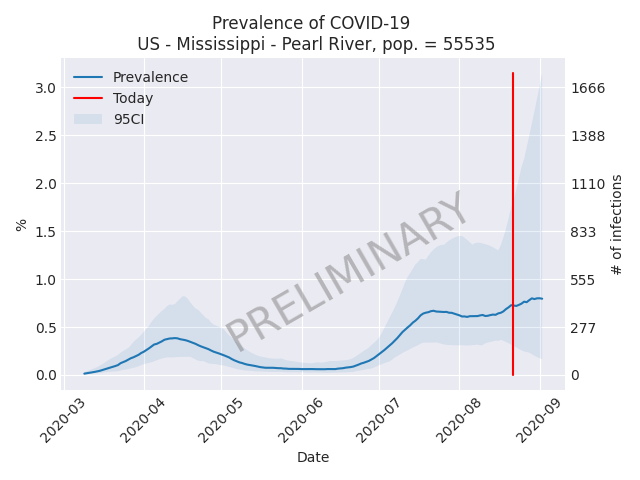 Prevalence of COVID-19
US - Mississippi - Pearl River, pop. = 55535
Prevalence
Today
95CI
PRELIMINARY
%
3.0
2.5
2.0
1.5
1.0
0.5
0.0
1666
1388
1110
833
555
277
0
# of infections
2020-03
2020-04
2020-05
2020-06
2020-07
2020-08
2020-09
Date